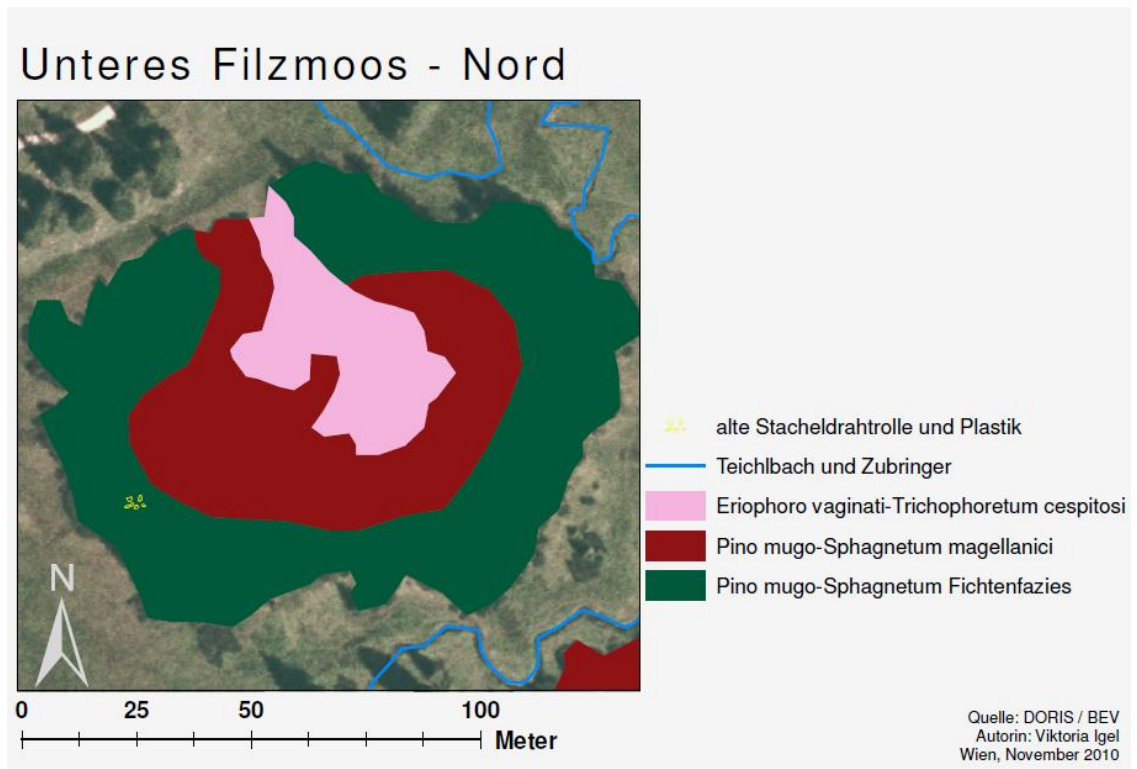 Unteres Filzmoos - Nord
alte Stacheldrahtrolle und Plastik
Teichlbach und Zubringer
Eriophoro vaginati-Trichophoretum cespitosi
Pino mugo-Sphagnetum magellanici
Pino mugo-Sphagnetum Fichtenfazies
N
0 25 50 100
Meter
Quelle: DORIS / BEV
Autorin: Viktoria Igel
Wien, November 2010